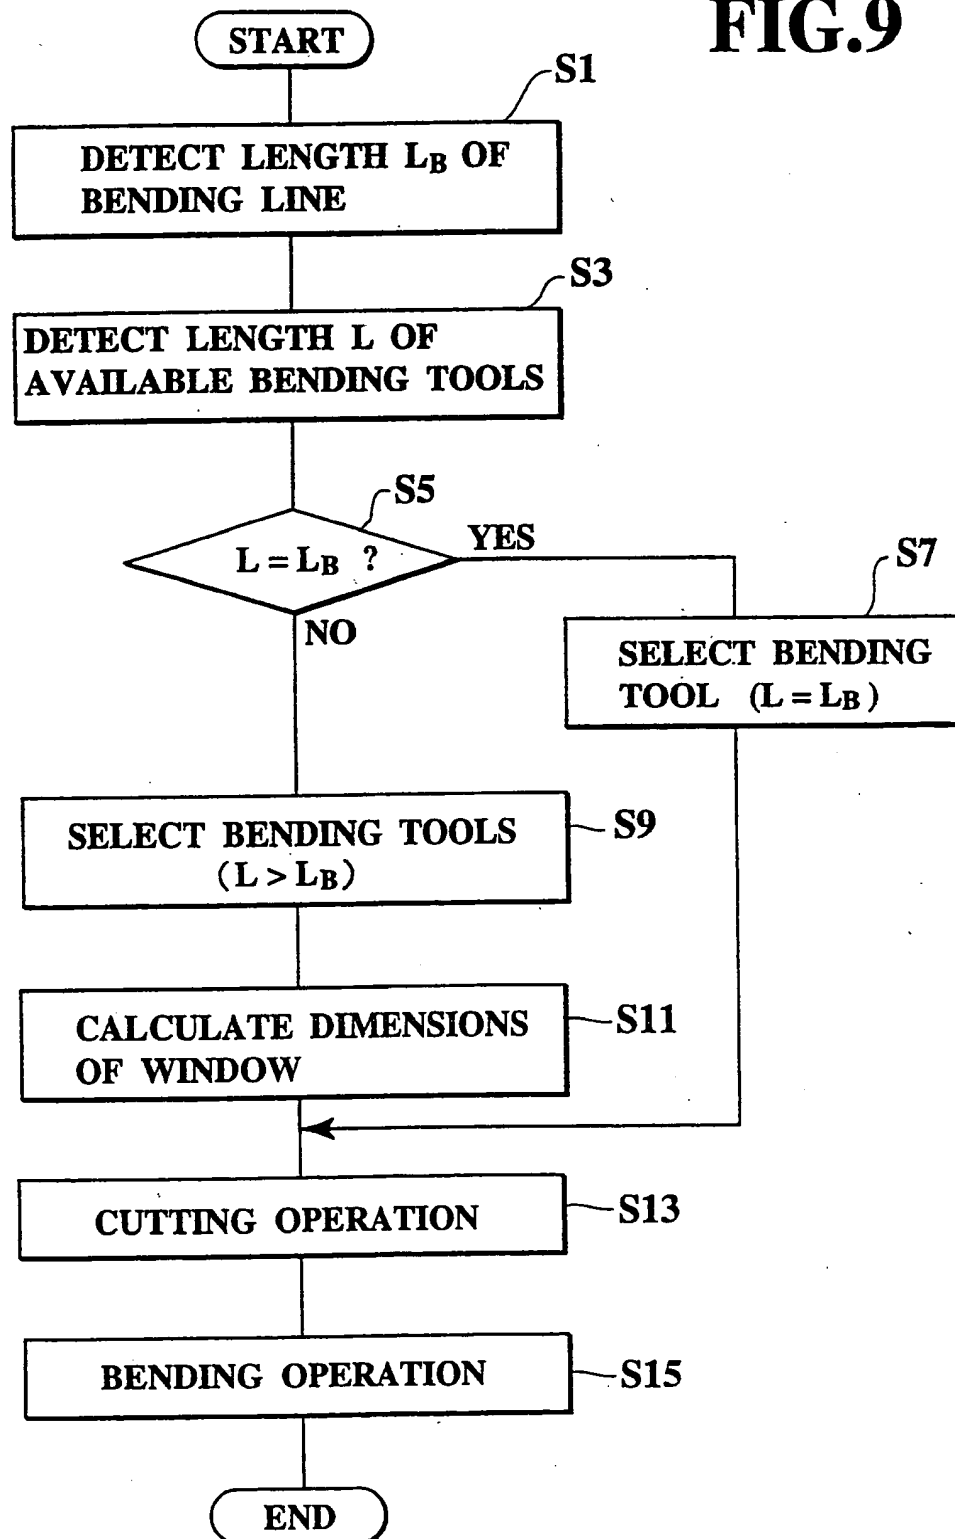 FIG.9
START
S1
DETECT LENGTH LB OF
BENDING LINE
S3
DETECT LENGTH L OF
AVAILABLE BENDING TOOLS
S5
L = LB ?
YES
NO
S7
SELECT BENDING
TOOL (L = LB)
SELECT BENDING TOOLS
(L > LB)
S9
CALCULATE DIMENSIONS
OF WINDOW
S11
CUTTING OPERATION
S13
BENDING OPERATION
S15
END